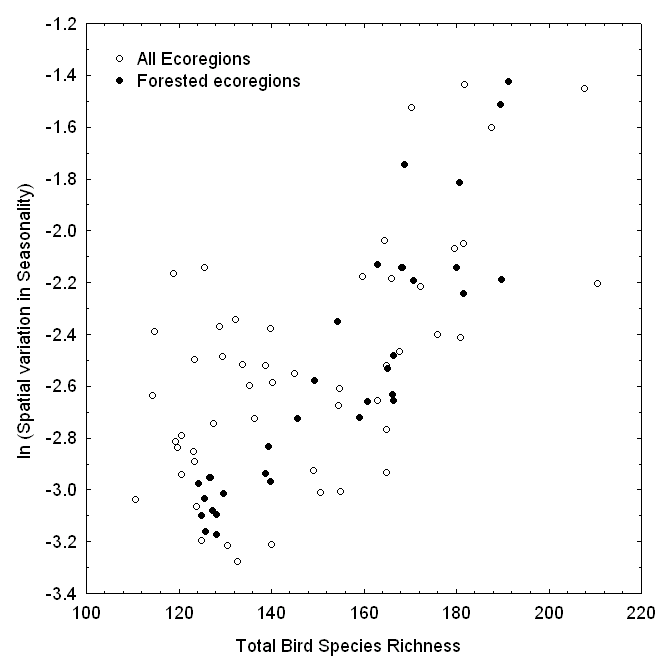 -1.2
All Ecoregions
Forested ecoregions
-1.4
-1.6
-1.8
-2.0
-2.2
-2.4
-2.6
-2.8
-3.0
-3.2
-3.4
ln (Spatial variation in Seasonality)
100 120 140 160 180 200 220
Total Bird Species Richness